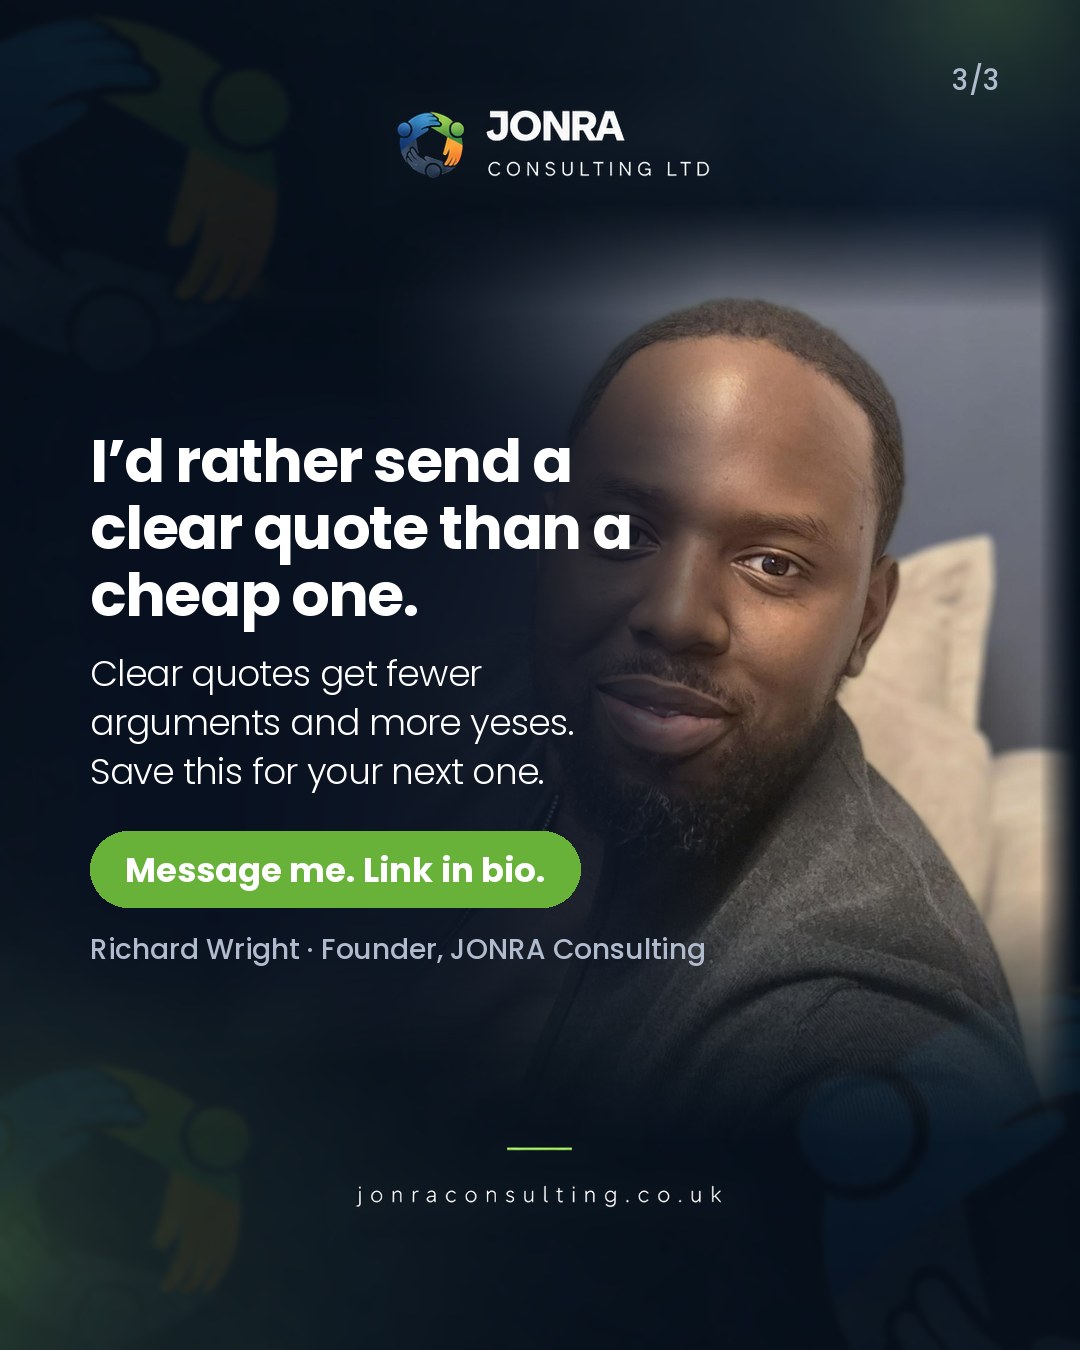 3/3
JONRA
CONSULTING LTD
I’d rather send a
clear quote than a
cheap one.
Clear quotes get fewer
arguments and more yeses.
Save this for your next one.
Message me. Link in bio.
Richard Wright · Founder, JONRA Consulting
jonraconsulting.co.uk